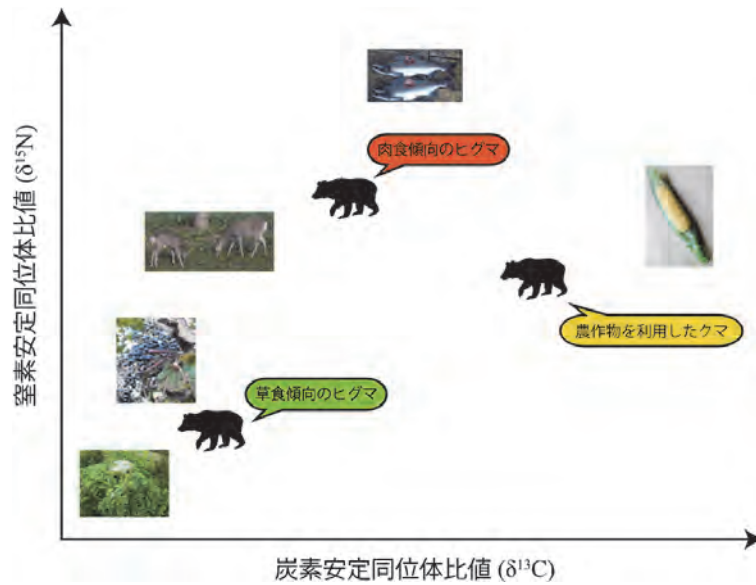 肉食傾向のヒグマ
農作物を利用したクマ
草食傾向のヒグマ
窒素安定同位体比値 (δ¹⁵N)
炭素安定同位体比値 (δ¹³C)